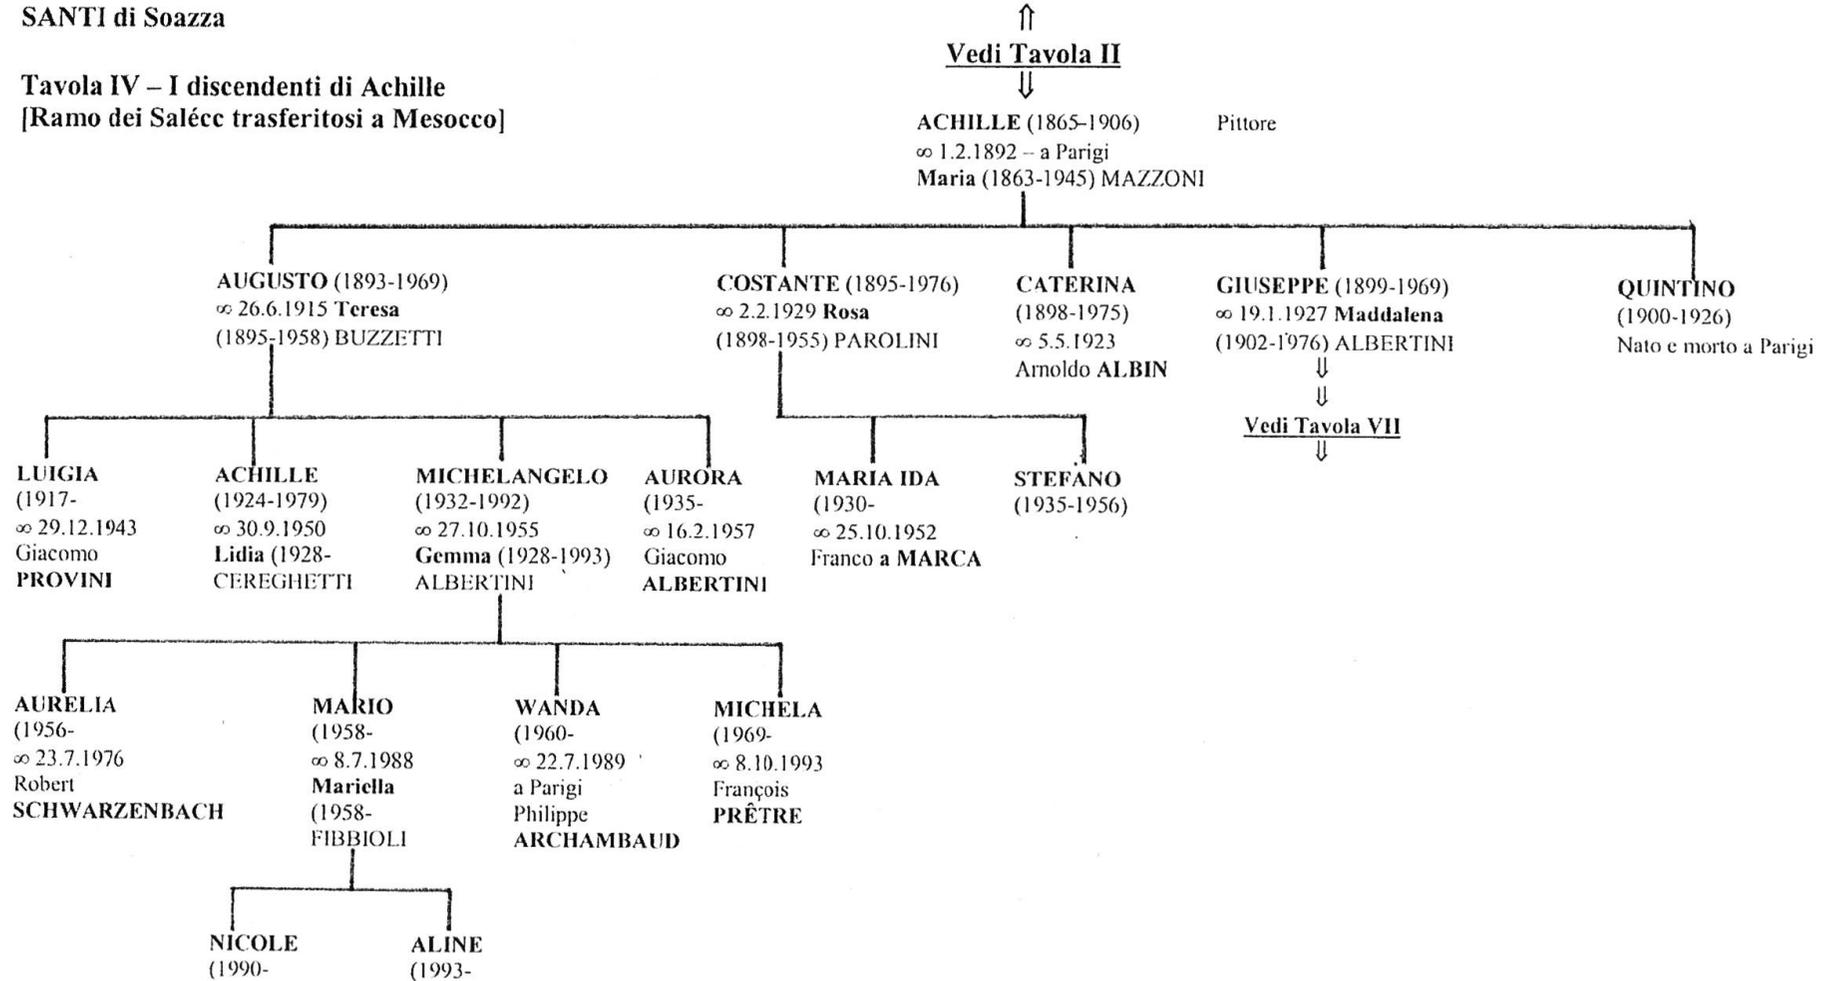 SANTI di Soazza
Tavola IV – I discendenti di Achille
[Ramo dei Salécc trasferitosi a Mesocco]
⇑
Vedi Tavola II
⇓
ACHILLE (1865-1906) Pittore
∞ 1.2.1892 – a Parigi
Maria (1863-1945) MAZZONI
AUGUSTO (1893-1969)
∞ 26.6.1915 Teresa
(1895-1958) BUZZETTI
COSTANTE (1895-1976)
∞ 2.2.1929 Rosa
(1898-1955) PAROLINI
CATERINA
(1898-1975)
∞ 5.5.1923
Arnoldo ALBIN
GIUSEPPE (1899-1969)
∞ 19.1.1927 Maddalena
(1902-1976) ALBERTINI
⇓
⇓
Vedi Tavola VII
⇓
QUINTINO
(1900-1926)
Nato e morto a Parigi
LUIGIA
(1917-
∞ 29.12.1943
Giacomo
PROVINI
ACHILLE
(1924-1979)
∞ 30.9.1950
Lidia (1928-
CEREGHETTI
MICHELANGELO
(1932-1992)
∞ 27.10.1955
Gemma (1928-1993)
ALBERTINI
AURORA
(1935-
∞ 16.2.1957
Giacomo
ALBERTINI
MARIA IDA
(1930-
∞ 25.10.1952
Franco a MARCA
STEFANO
(1935-1956)
AURELIA
(1956-
∞ 23.7.1976
Robert
SCHWARZENBACH
MARIO
(1958-
∞ 8.7.1988
Mariella
(1958-
FIBBIOLI
WANDA
(1960-
∞ 22.7.1989
a Parigi
Philippe
ARCHAMBAUD
MICHELA
(1969-
∞ 8.10.1993
François
PRÊTRE
NICOLE
(1990-
ALINE
(1993-